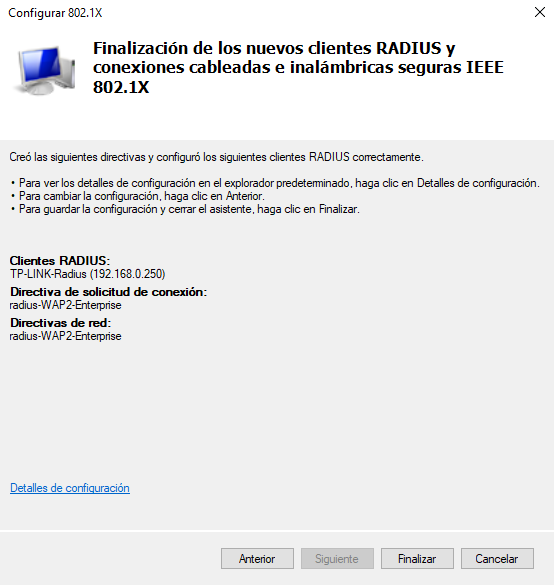 Configurar 802.1X
Finalización de los nuevos clientes RADIUS y
conexiones cableadas e inalámbricas seguras IEEE
802.1X
Creó las siguientes directivas y configuró los siguientes clientes RADIUS correctamente.
• Para ver los detalles de configuración en el explorador predeterminado, haga clic en Detalles de configuración.
• Para cambiar la configuración, haga clic en Anterior.
• Para guardar la configuración y cerrar el asistente, haga clic en Finalizar.
Clientes RADIUS:
TP-LINK-Radius (192.168.0.250)
Directiva de solicitud de conexión:
radius-WAP2-Enterprise
Directivas de red:
radius-WAP2-Enterprise
Detalles de configuración
Anterior
Siguiente
Finalizar
Cancelar